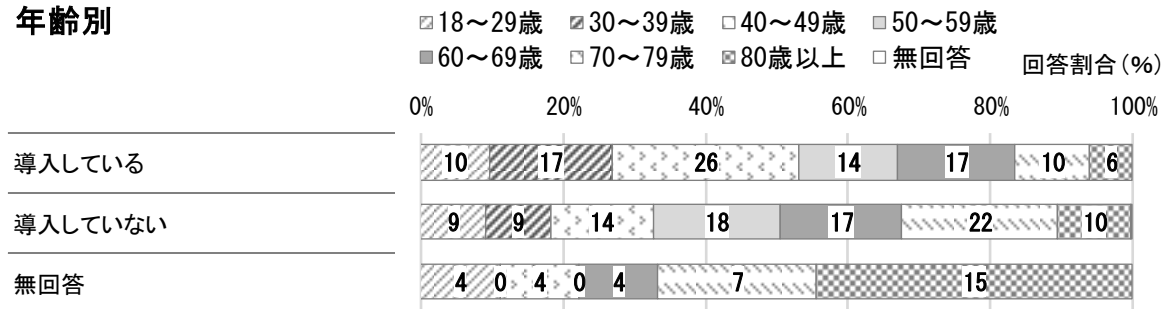 年齢別
18～29歳 30～39歳 40～49歳 50～59歳
60～69歳 70～79歳 80歳以上 無回答
回答割合(%)
0% 20% 40% 60% 80% 100%
導入している 10 17 26 14 17 10 6
導入していない 9 9 14 18 17 22 10
無回答 4 0 4 0 4 7 15